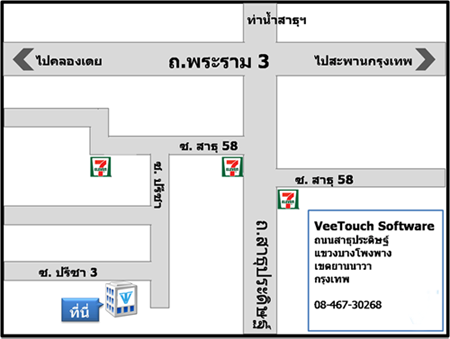 ท่าน้ำสาธุฯ
ไปคลองเตย
ถ.พระราม 3
ไปสะพานกรุงเทพ
ซ. สาธุ 58
7
7
ซ. ปรีชา
ซ. สาธุ 58
7
ถ.สาธุประดิษฐ์
VeeTouch Software
ถนนสาธุประดิษฐ์
แขวงบางโพงพาง
เขตยานนาวา
กรุงเทพ
08-467-30268
ซ. ปรีชา 3
ที่นี่